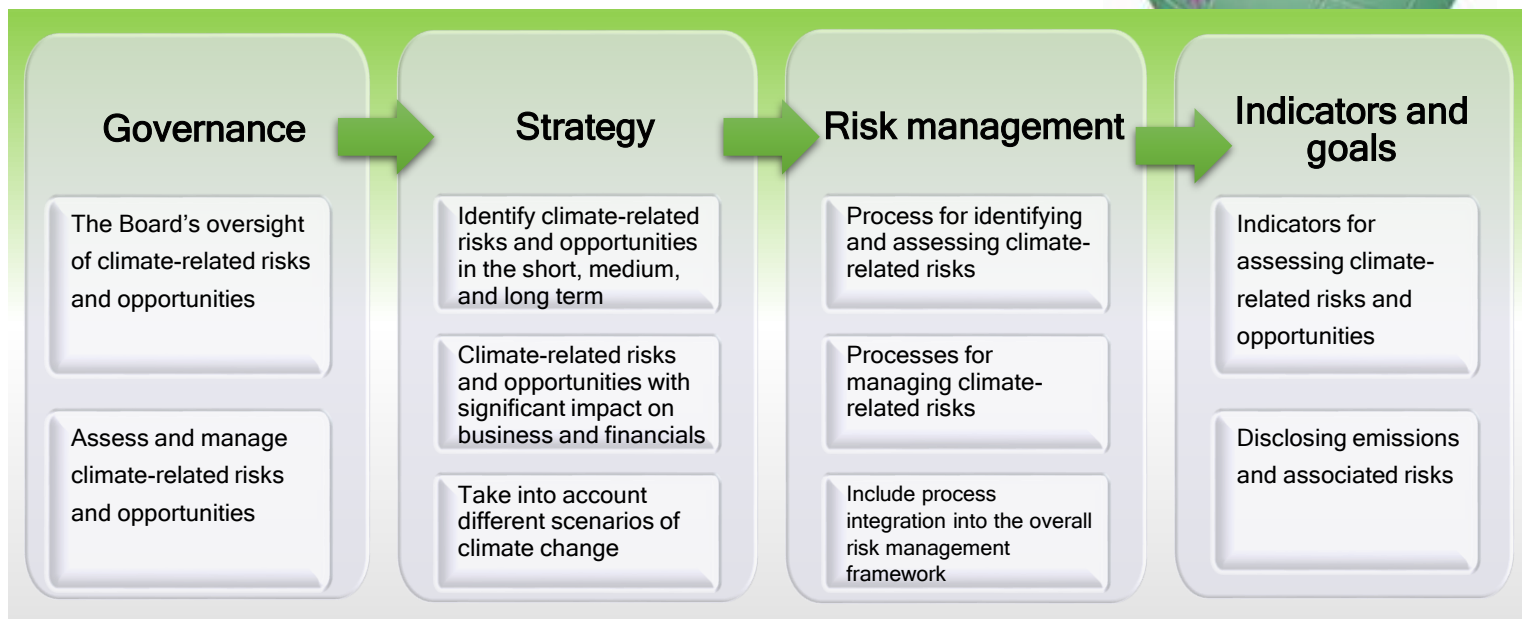 Governance
The Board's oversight
of climate-related risks
and opportunities
Assess and manage
climate-related risks
and opportunities
Strategy
Identify climate-related
risks and opportunities
in the short, medium,
and long term
Climate-related risks
and opportunities with
significant impact on
business and financials
Take into account
different scenarios of
climate change
Risk management
Process for identifying
and assessing climate-
related risks
Processes for
managing climate-
related risks
Include process
integration into the overall
risk management
framework
Indicators and
goals
Indicators for
assessing climate-
related risks and
opportunities
Disclosing emissions
and associated risks